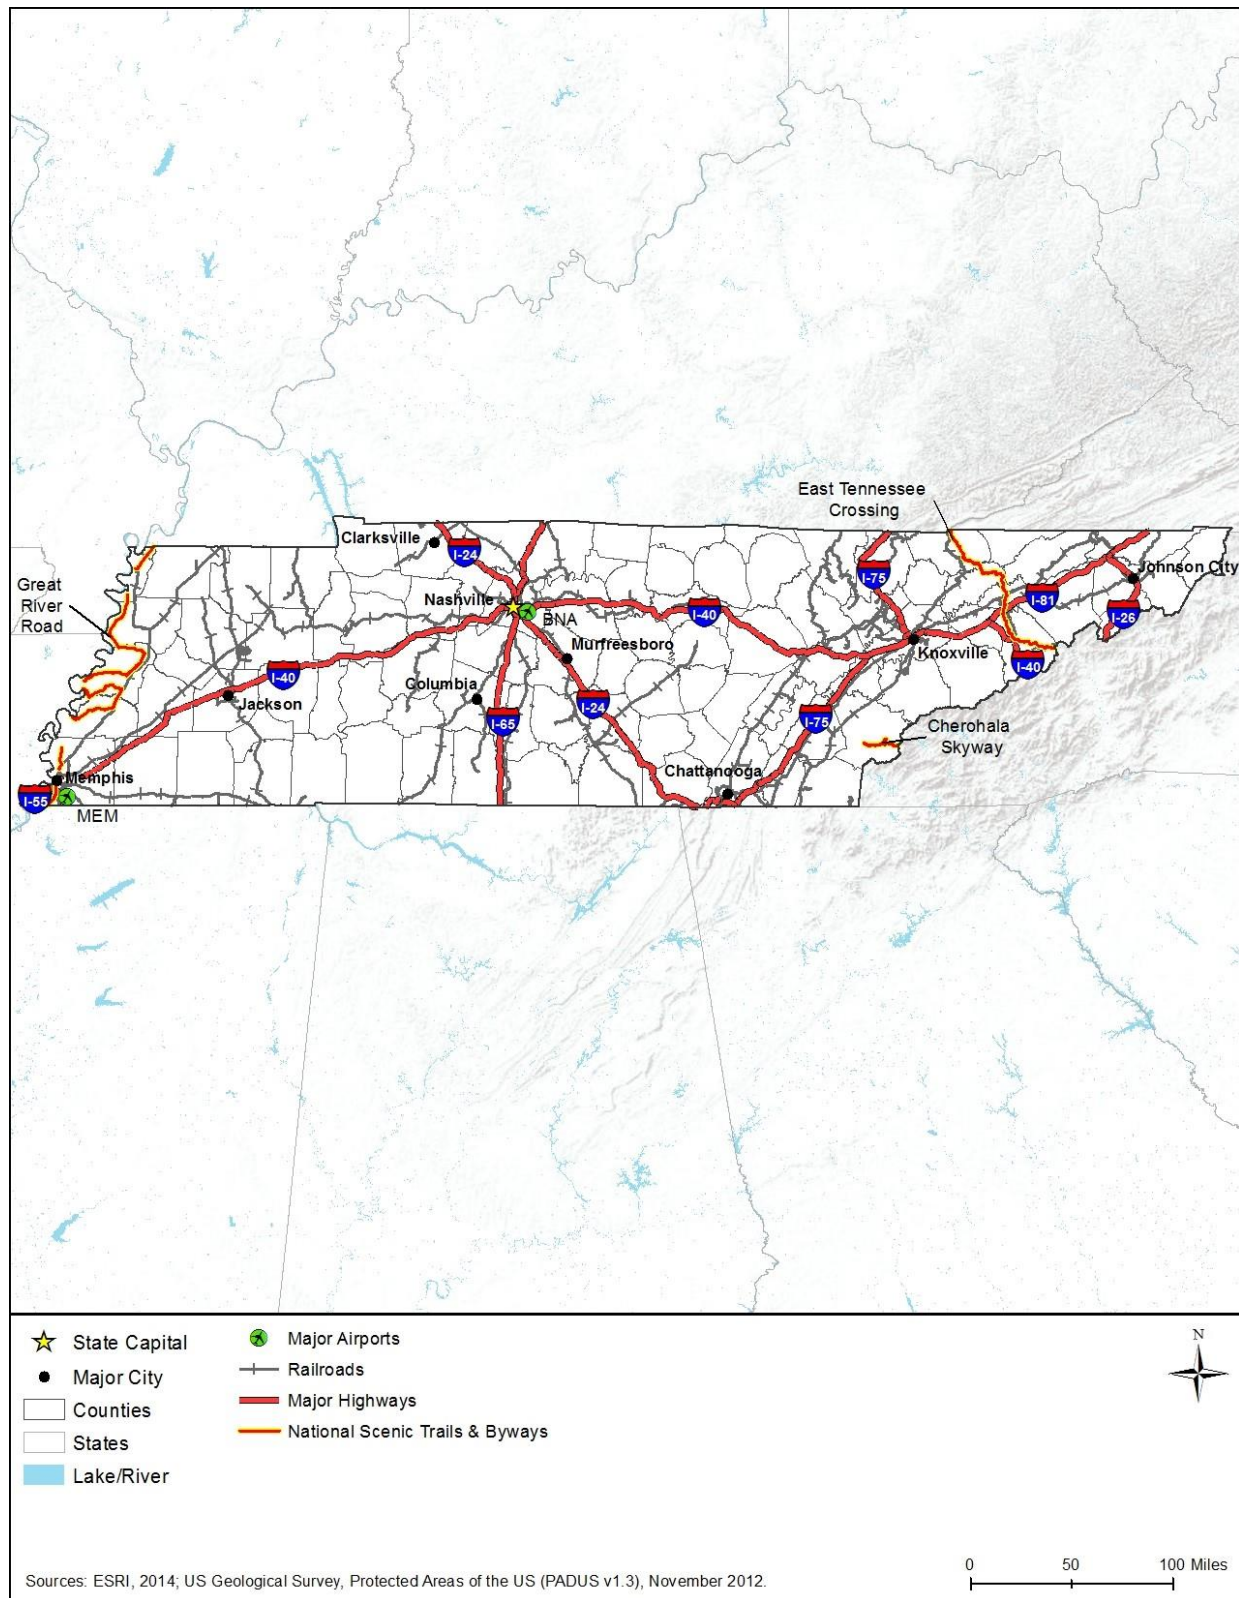 East Tennessee
Crossing
Clarksville
I-24
I-75
Johnson City
Great
River
Road
Nashville
BNA
I-40
I-81
I-26
Murfreesboro
Knoxville
I-40
I-40
Jackson
Columbia
I-24
I-65
I-75
Cherohala
Skyway
Chattanooga
Memphis
I-55
MEM
State Capital
Major City
Counties
States
Lake/River
Major Airports
Railroads
Major Highways
National Scenic Trails & Byways
N
0 50 100 Miles
Sources: ESRI, 2014; US Geological Survey, Protected Areas of the US (PADUS v1.3), November 2012.